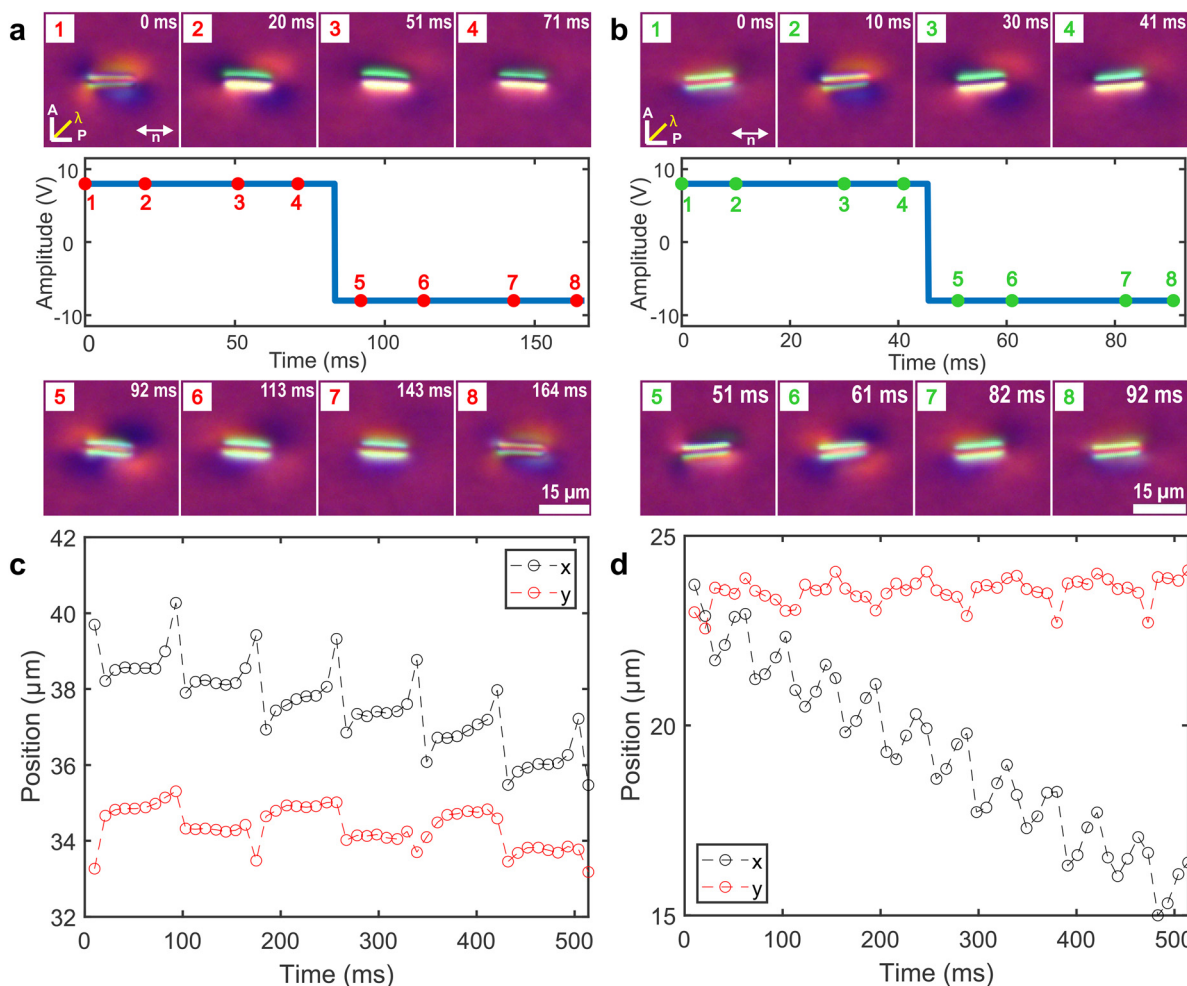 a
1 0 ms 2 20 ms 3 51 ms 4 71 ms
A λ P n
10
0
-10
Amplitude (V)
1 2 3 4
5 6 7 8
0 50 100 150
Time (ms)
5 92 ms 6 113 ms 7 143 ms 8 164 ms
15 µm
b
1 0 ms 2 10 ms 3 30 ms 4 41 ms
A λ P n
10
0
-10
Amplitude (V)
1 2 3 4
5 6 7 8
0 20 40 60 80
Time (ms)
5 51 ms 6 61 ms 7 82 ms 8 92 ms
15 µm
c
42
40
38
36
34
32
Position (µm)
x
y
0 100 200 300 400 500
Time (ms)
d
25
20
15
Position (µm)
x
y
0 100 200 300 400 500
Time (ms)